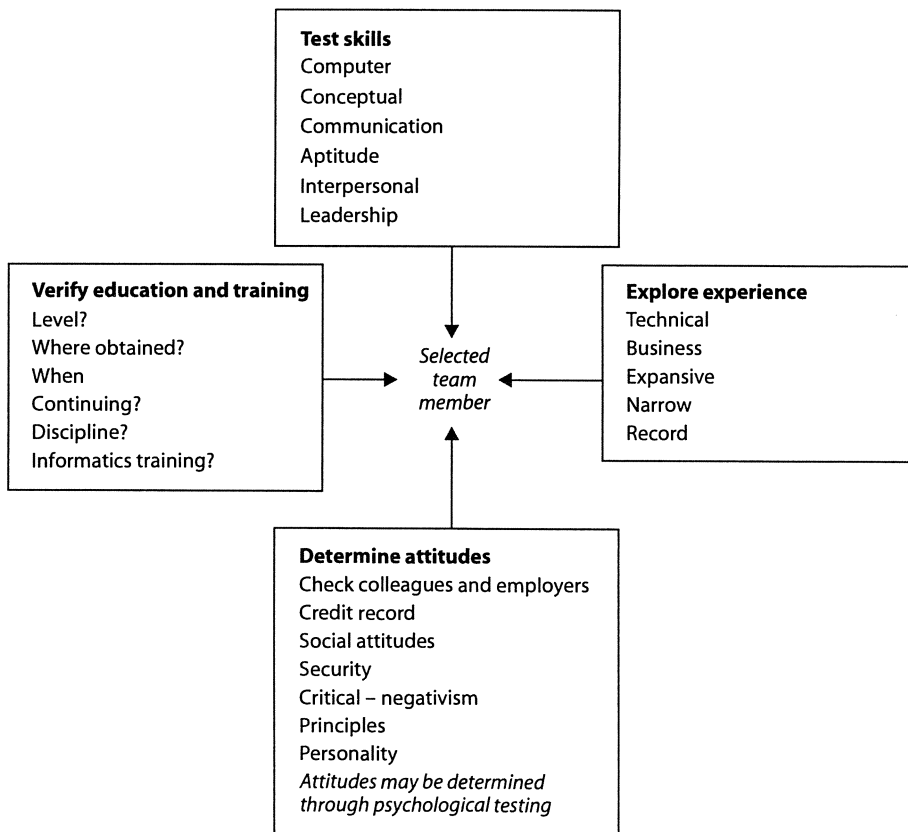 Test skills
Computer
Conceptual
Communication
Aptitude
Interpersonal
Leadership
Verify education and training
Level?
Where obtained?
When
Continuing?
Discipline?
Informatics training?
Selected
team
member
Explore experience
Technical
Business
Expansive
Narrow
Record
Determine attitudes
Check colleagues and employers
Credit record
Social attitudes
Security
Critical – negativism
Principles
Personality
Attitudes may be determined
through psychological testing